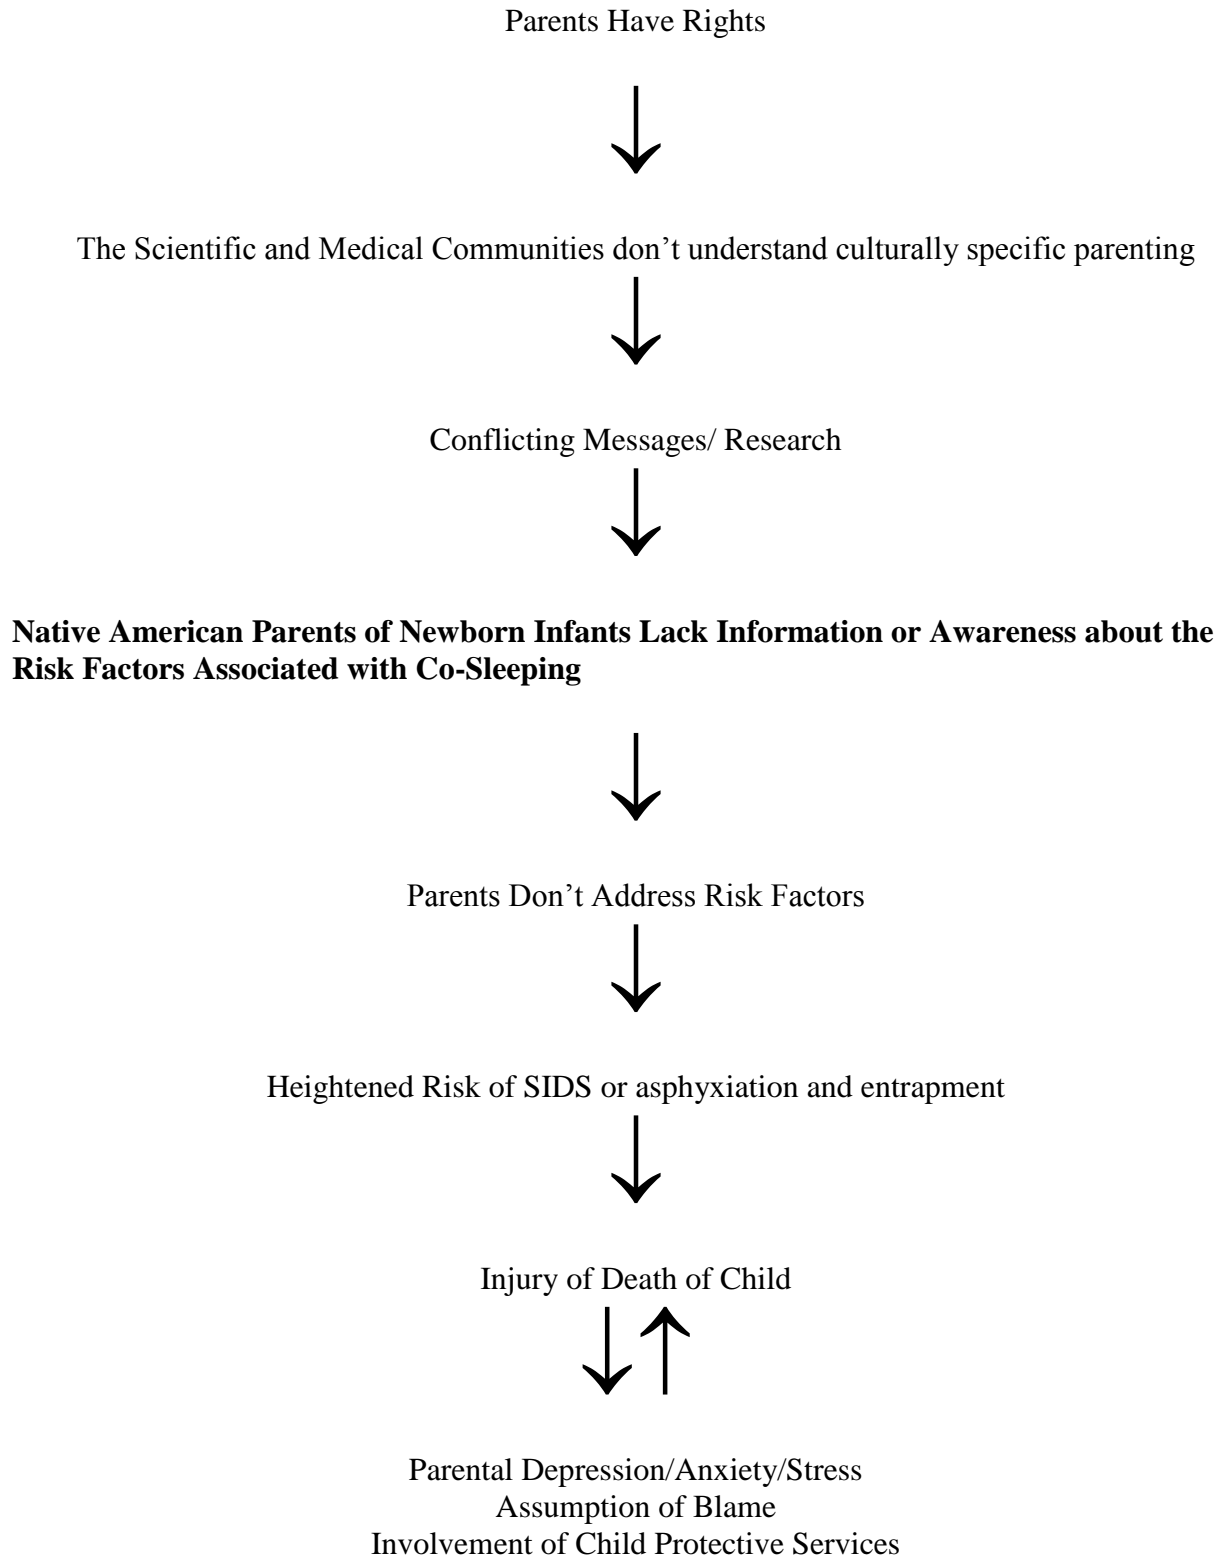 Parents Have Rights
The Scientific and Medical Communities don’t understand culturally specific parenting
Conflicting Messages/ Research
Native American Parents of Newborn Infants Lack Information or Awareness about the
Risk Factors Associated with Co-Sleeping
Parents Don’t Address Risk Factors
Heightened Risk of SIDS or asphyxiation and entrapment
Injury of Death of Child
Parental Depression/Anxiety/Stress
Assumption of Blame
Involvement of Child Protective Services